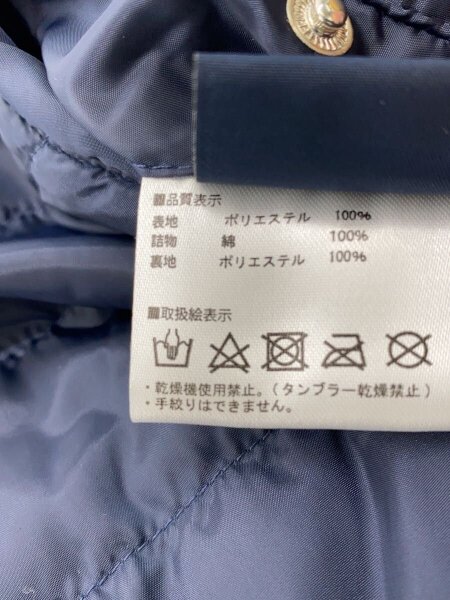 ■品質表示
表地 ポリエステル 100%
詰物 綿 100%
裏地 ポリエステル 100%
■取扱絵表示
・乾燥機使用禁止。(タンブラー乾燥禁止)
・手絞りはできません。